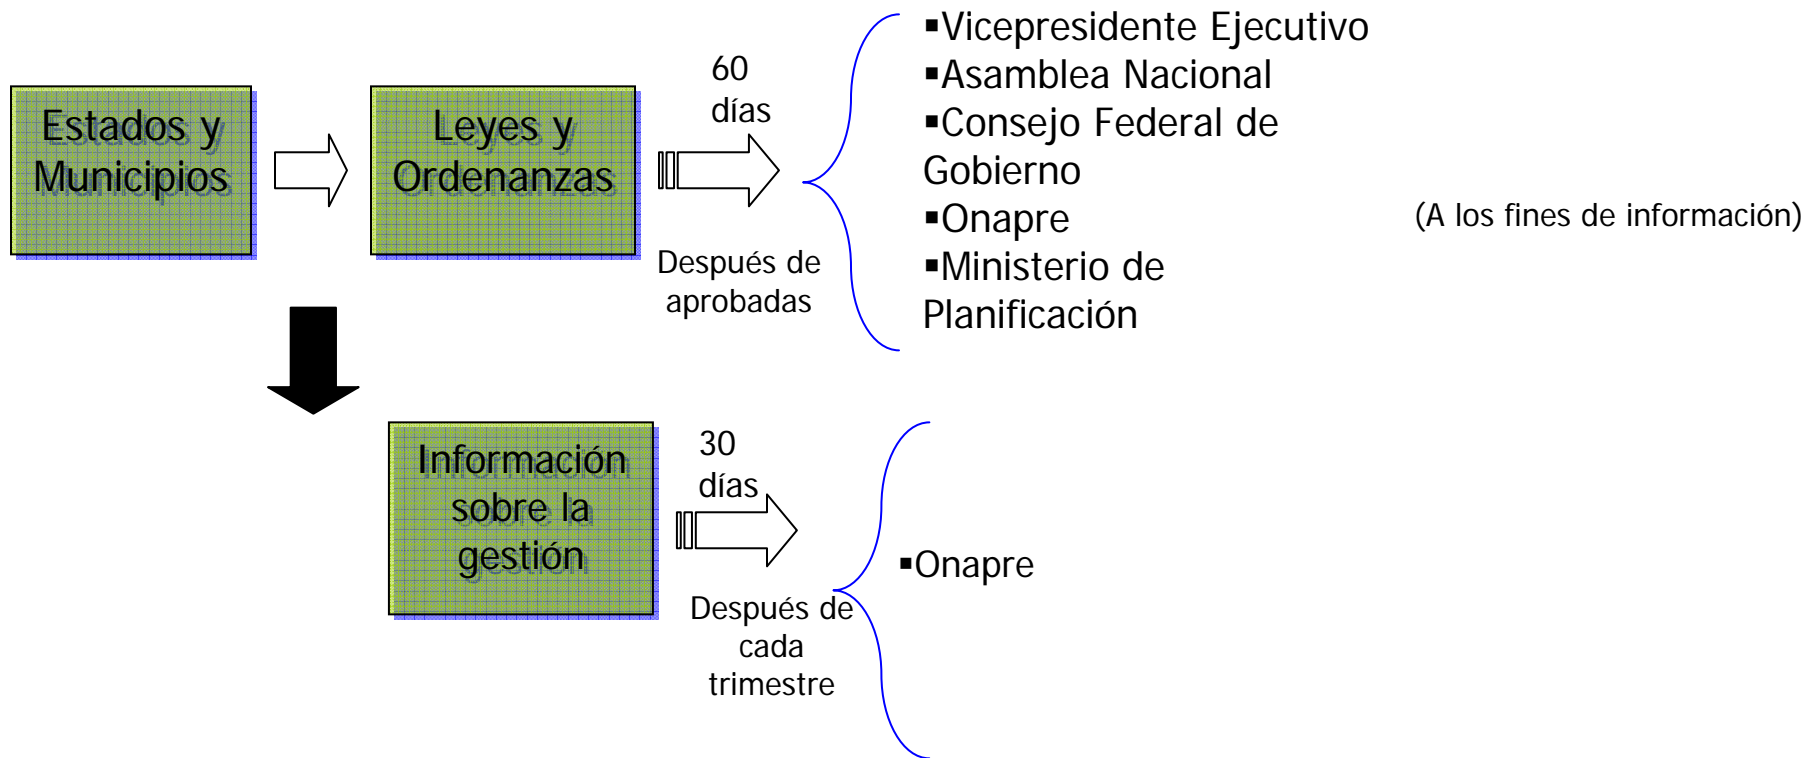 Estados y
Municipios
Leyes y
Ordenanzas
60
días
Después de
aprobadas
▪Vicepresidente Ejecutivo
▪Asamblea Nacional
▪Consejo Federal de
Gobierno
▪Onapre
▪Ministerio de
Planificación
(A los fines de información)
Información
sobre la
gestión
30
días
Después de
cada
trimestre
▪Onapre